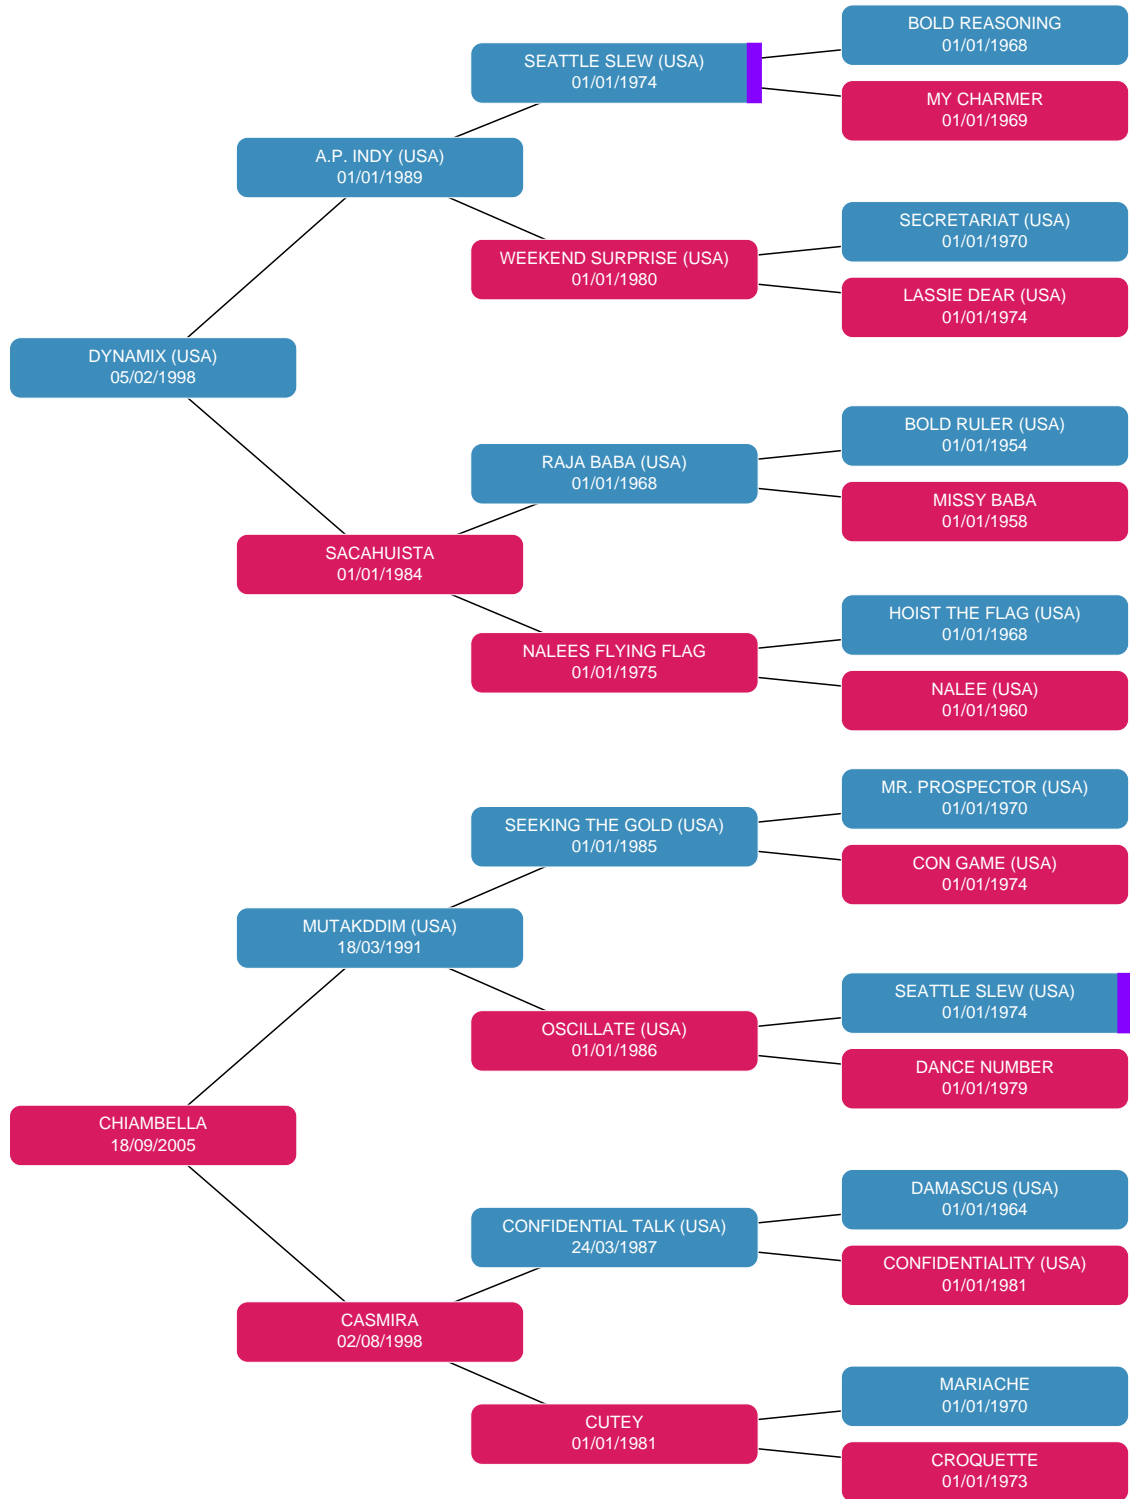 BOLD REASONING
01/01/1968
SEATTLE SLEW (USA)
01/01/1974
MY CHARMER
01/01/1969
A.P. INDY (USA)
01/01/1989
SECRETARIAT (USA)
01/01/1970
WEEKEND SURPRISE (USA)
01/01/1980
LASSIE DEAR (USA)
01/01/1974
DYNAMIX (USA)
05/02/1998
BOLD RULER (USA)
01/01/1954
RAJA BABA (USA)
01/01/1968
MISSY BABA
01/01/1958
SACAHUISTA
01/01/1984
HOIST THE FLAG (USA)
01/01/1968
NALEES FLYING FLAG
01/01/1975
NALEE (USA)
01/01/1960
MR. PROSPECTOR (USA)
01/01/1970
SEEKING THE GOLD (USA)
01/01/1985
CON GAME (USA)
01/01/1974
MUTAKDDIM (USA)
18/03/1991
SEATTLE SLEW (USA)
01/01/1974
OSCILLATE (USA)
01/01/1986
DANCE NUMBER
01/01/1979
CHIAMBELLA
18/09/2005
DAMASCUS (USA)
01/01/1964
CONFIDENTIAL TALK (USA)
24/03/1987
CONFIDENTIALITY (USA)
01/01/1981
CASMIRA
02/08/1998
MARIACHE
01/01/1970
CUTEY
01/01/1981
CROQUETTE
01/01/1973